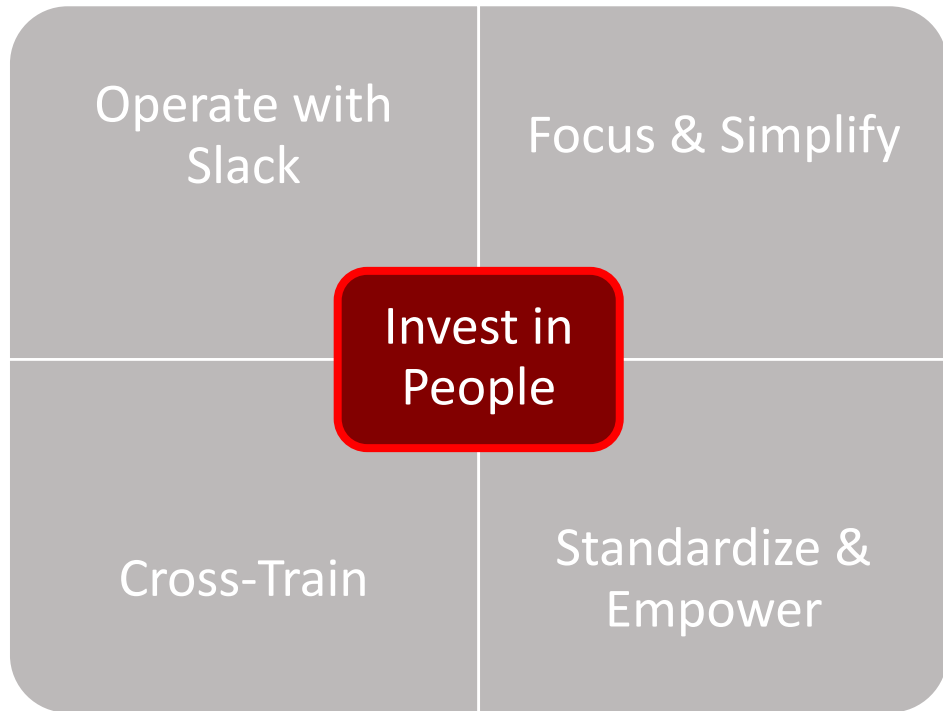 Operate with
Slack
Focus & Simplify
Invest in
People
Cross-Train
Standardize &
Empower